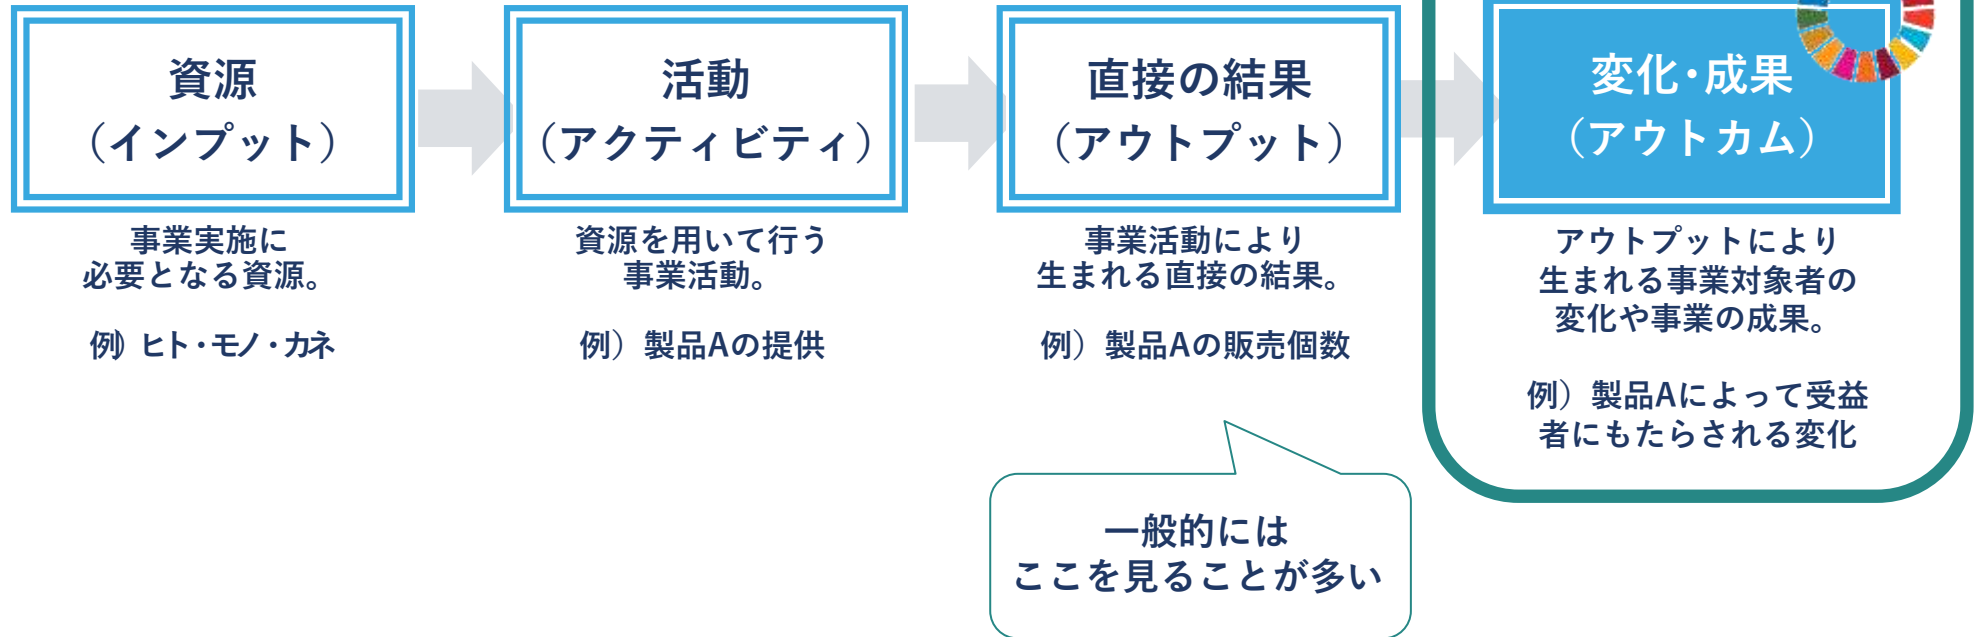 資源
（インプット）
事業実施に
必要となる資源。
例）ヒト・モノ・カネ
活動
（アクティビティ）
資源を用いて行う
事業活動。
例）製品Aの提供
直接の結果
（アウトプット）
事業活動により
生まれる直接の結果。
例）製品Aの販売個数
一般的には
ここを見ることが多い
変化・成果
（アウトカム）
アウトプットにより
生まれる事業対象者の
変化や事業の成果。
例）製品Aによって受益
者にもたらされる変化